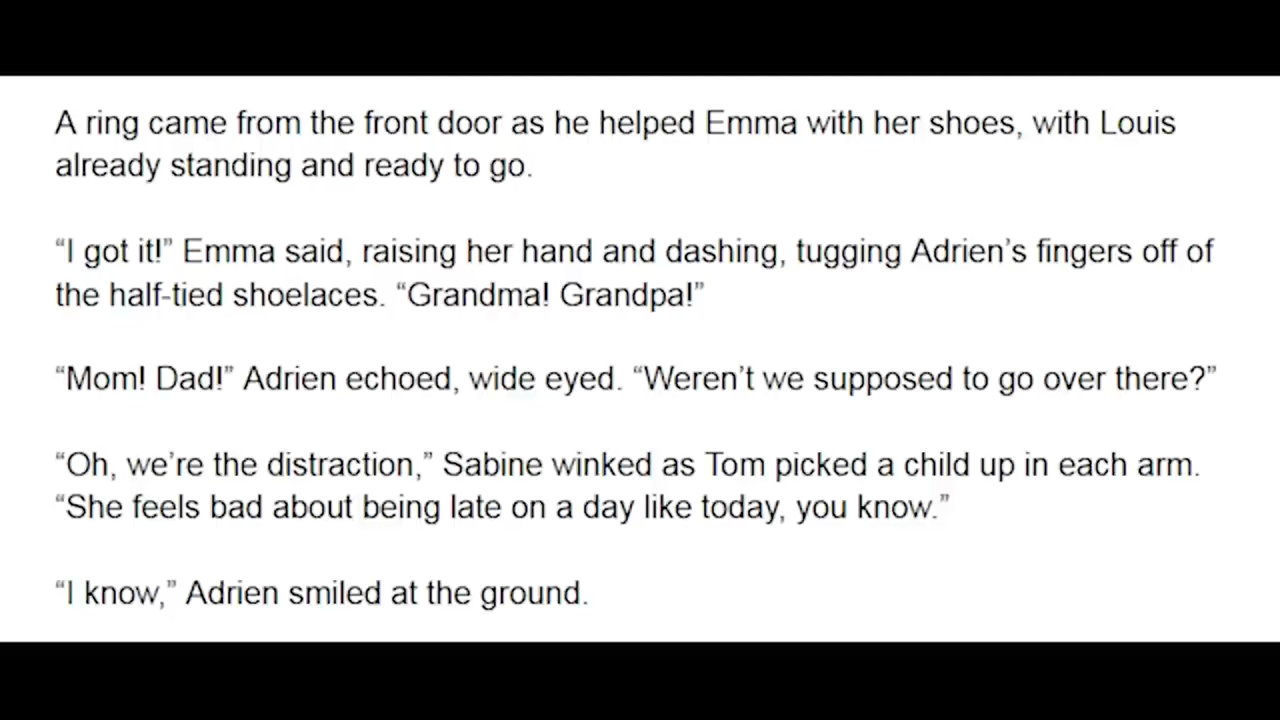 A ring came from the front door as he helped Emma with her shoes, with Louis
already standing and ready to go.
“I got it!” Emma said, raising her hand and dashing, tugging Adrien’s fingers off of
the half-tied shoelaces. “Grandma! Grandpa!”
“Mom! Dad!” Adrien echoed, wide eyed. “Weren’t we supposed to go over there?”
“Oh, we’re the distraction,” Sabine winked as Tom picked a child up in each arm.
“She feels bad about being late on a day like today, you know.”
“I know,” Adrien smiled at the ground.